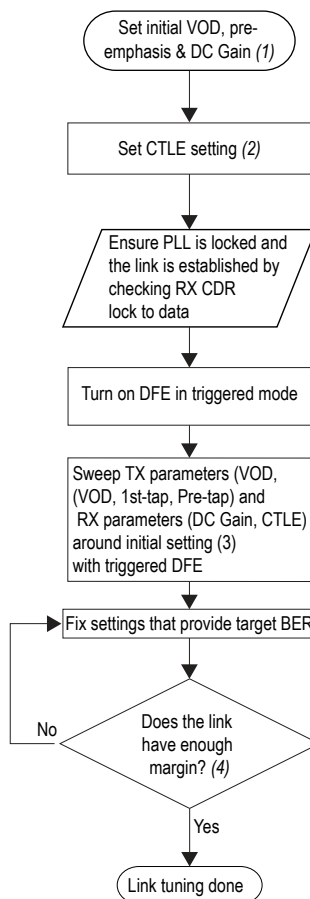 Set initial VOD, pre-
emphasis & DC Gain (1)
Set CTLE setting (2)
Ensure PLL is locked and
the link is established by
checking RX CDR
lock to data
Turn on DFE in triggered mode
Sweep TX parameters (VOD,
(VOD, 1st-tap, Pre-tap) and
RX parameters (DC Gain, CTLE)
around initial setting (3)
with triggered DFE
Fix settings that provide target BER
No
Does the link
have enough
margin? (4)
Yes
Link tuning done